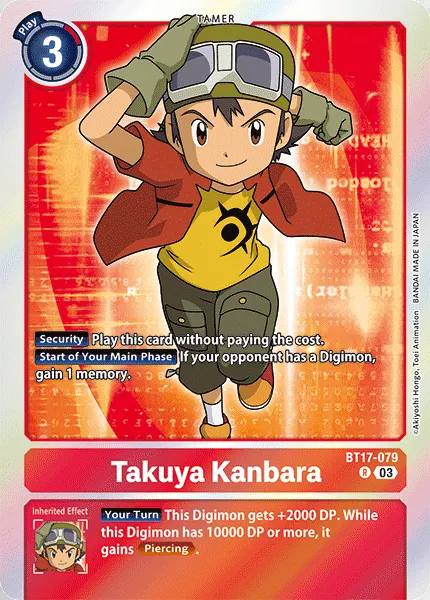 TAMER
Play
3
Security Play this card without paying the cost.
Start of Your Main Phase If your opponent has a Digimon,
gain 1 memory.
©Akiyoshi Hongo, Toei Animation BANDAI MADE IN JAPAN
BT17-079
Takuya Kanbara
R 03
Inherited Effect
Your Turn This Digimon gets +2000 DP. While
this Digimon has 10000 DP or more, it
gains Piercing .